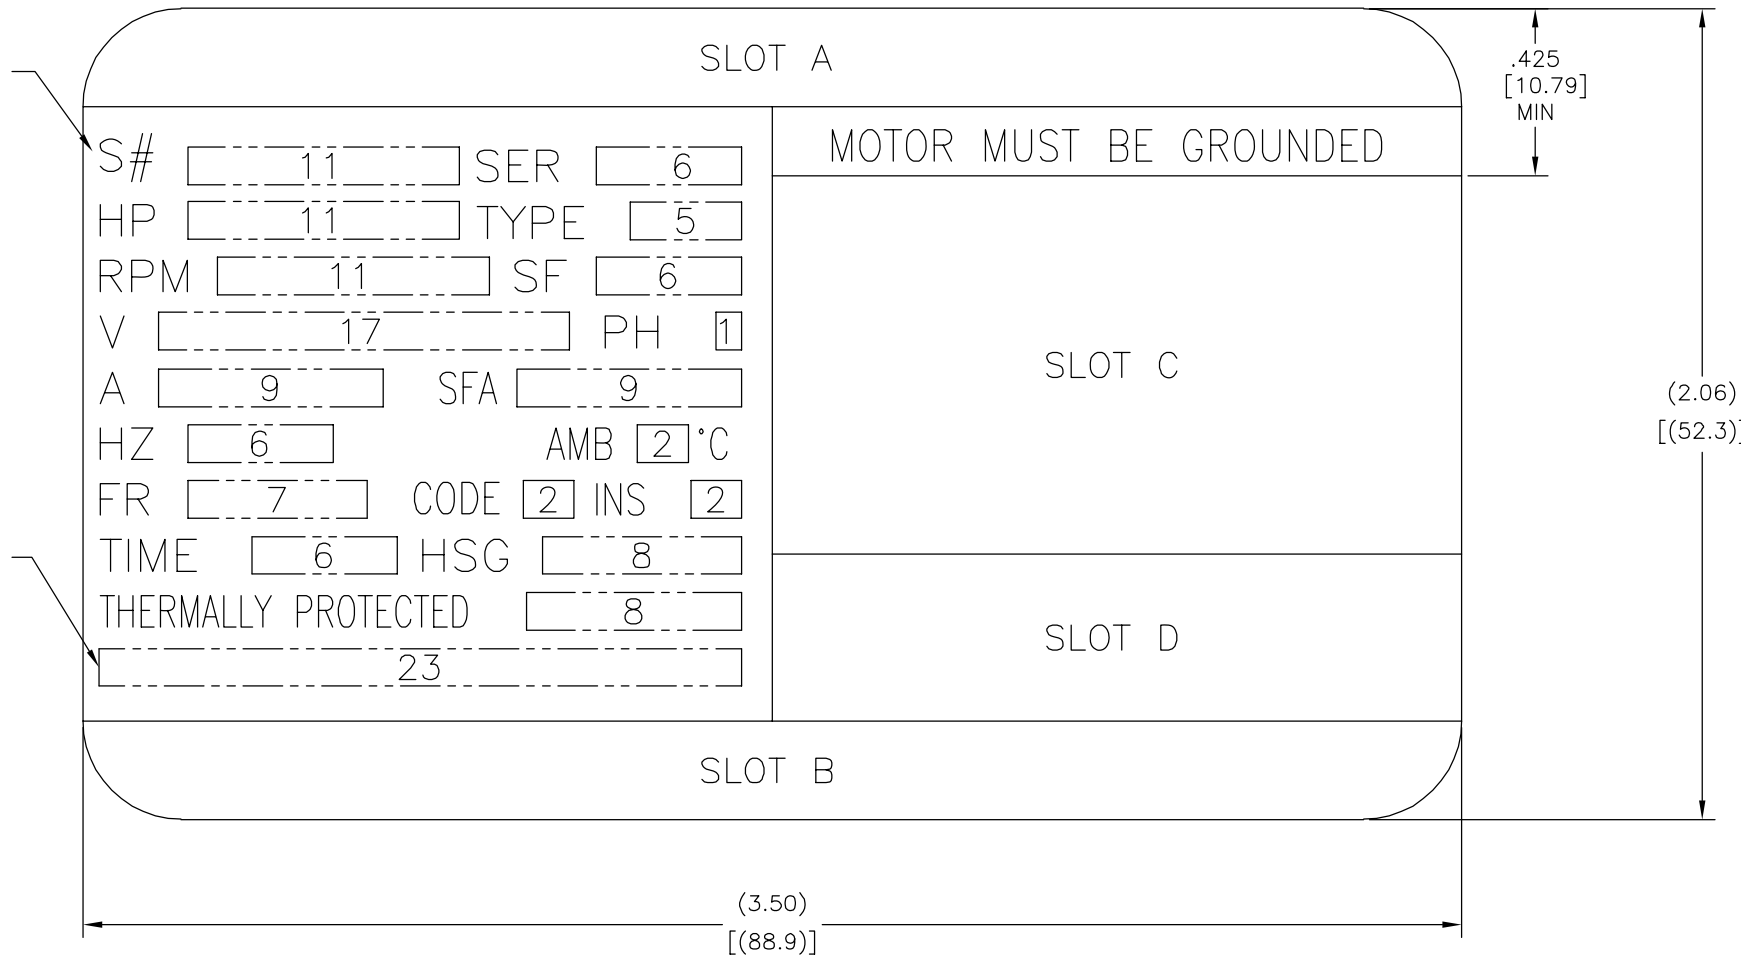 SLOT A
.425
[10.79]
MIN
S# 11 SER 6
MOTOR MUST BE GROUNDED
HP 11 TYPE 5
RPM 11 SF 6
V 17 PH 1
A 9 SFA 9
SLOT C
(2.06)
[(52.3)]
HZ 6 AMB 2 °C
FR 7 CODE 2 INS 2
TIME 6 HSG 8
THERMALLY PROTECTED 8
SLOT D
23
SLOT B
(3.50)
[(88.9)]